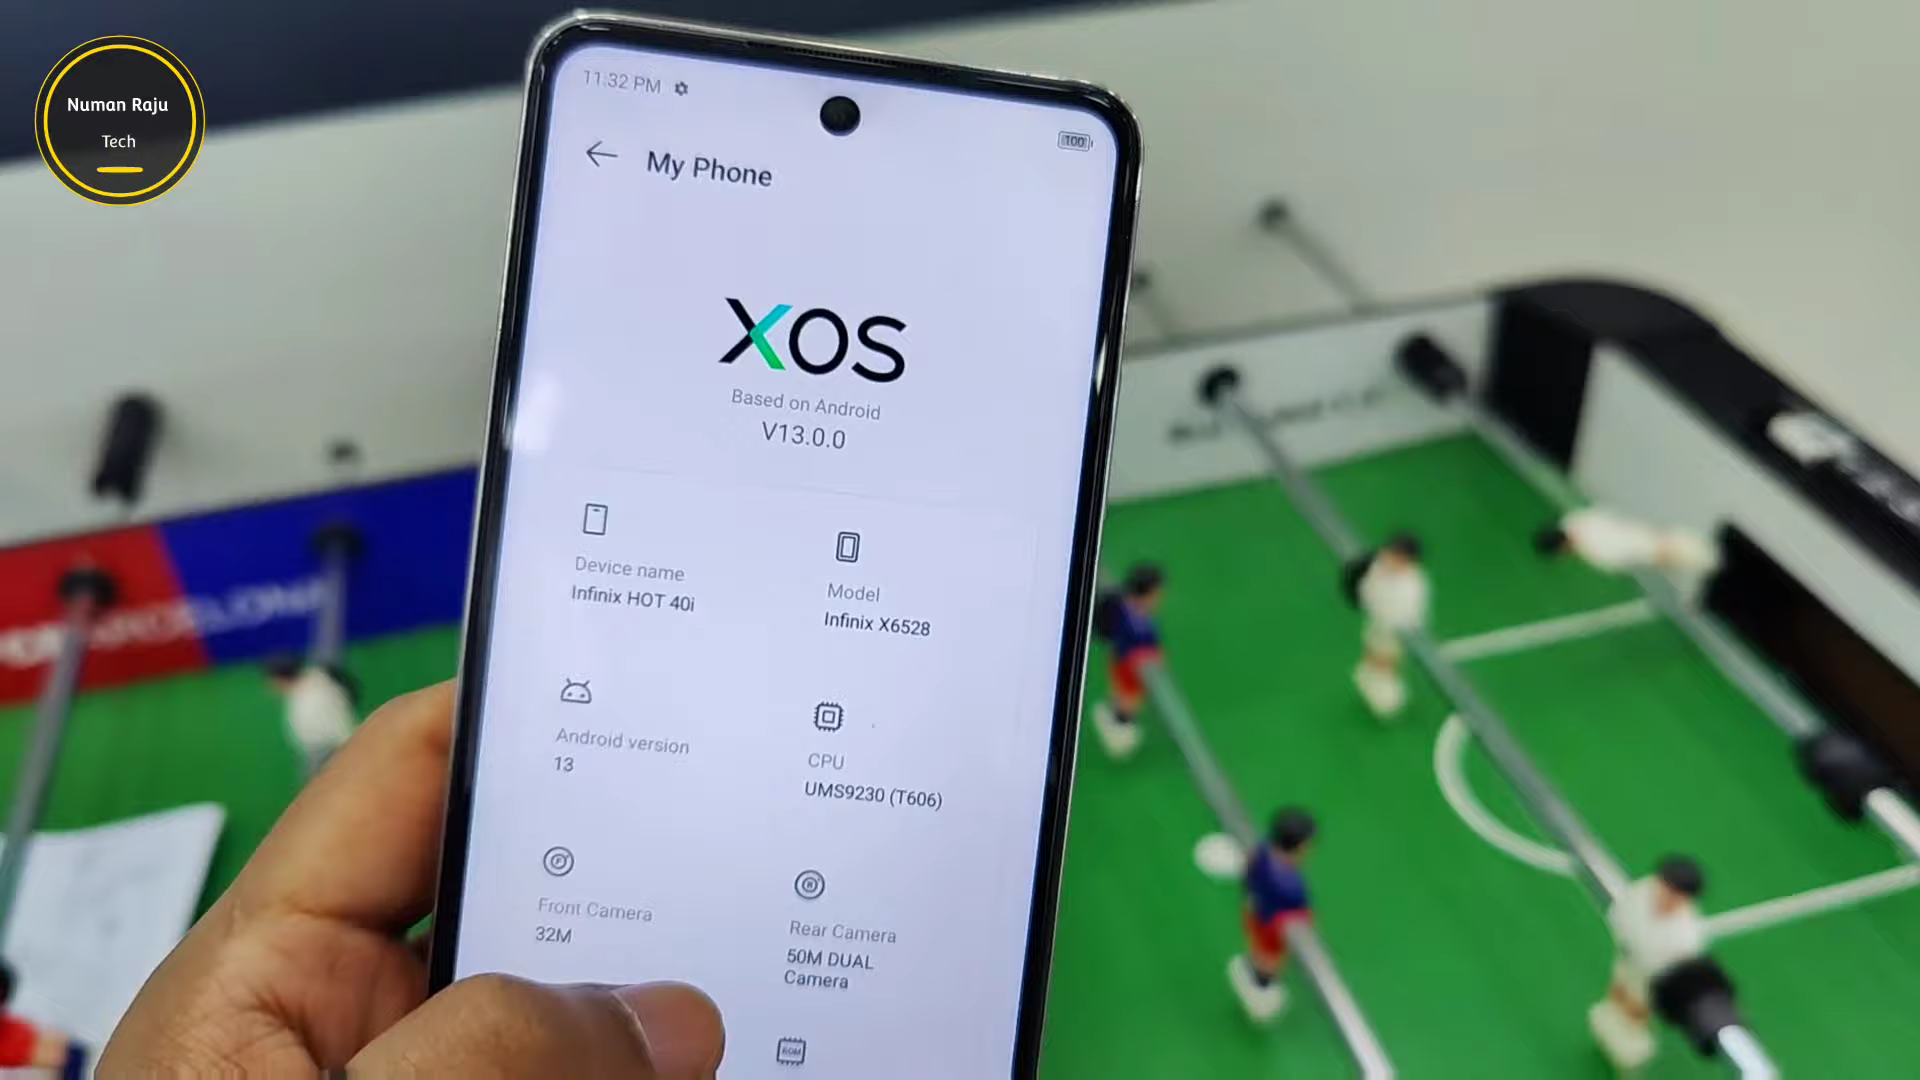 Numan Raju
Tech
11:32 PM
100
My Phone
XOS
Based on Android
V13.0.0
Device name
Infinix HOT 40i
Model
Infinix X6528
Android version
13
CPU
UMS9230 (T606)
Front Camera
32M
Rear Camera
50M DUAL
Camera
ROM